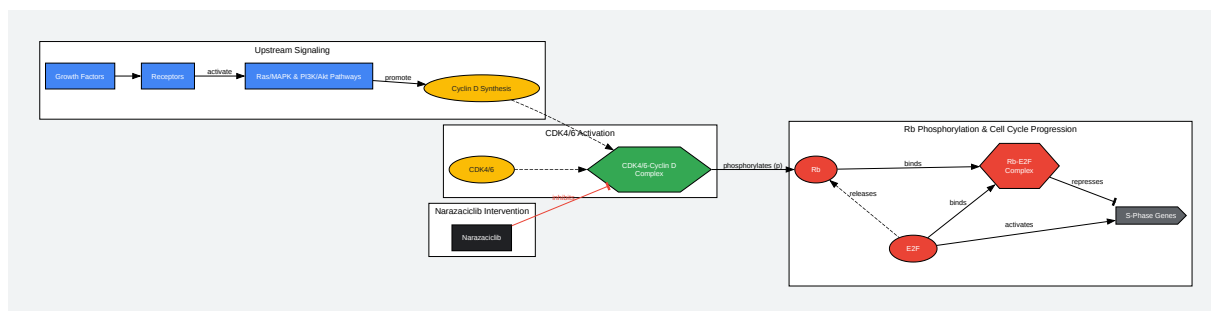 Upstream Signaling
Growth Factors
Receptors
activate
Ras/MAPK & PI3K/Akt Pathways
promote
Cyclin D Synthesis
CDK4/6 Activation
CDK4/6
CDK4/6-Cyclin D
Complex
inhibits
Narazaciclib Intervention
Narazaciclib
phosphorylates (p)
Rb Phosphorylation & Cell Cycle Progression
Rb
binds
Rb-E2F
Complex
represses
releases
binds
S-Phase Genes
activates
E2F